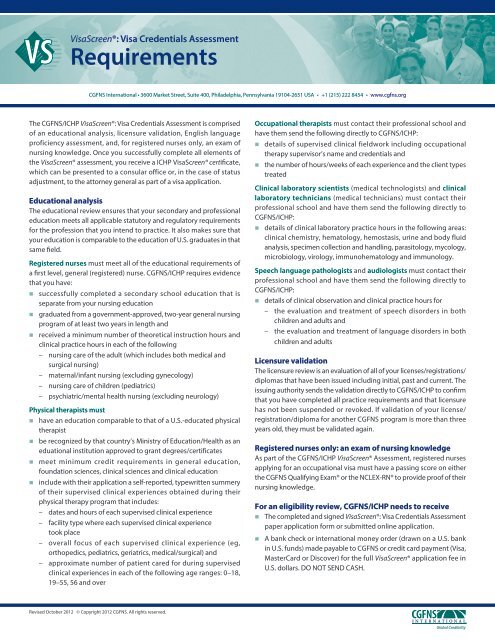 VS
VisaScreen®: Visa Credentials Assessment
Requirements
CGFNS International • 3600 Market Street, Suite 400, Philadelphia, Pennsylvania 19104-2651 USA • +1 (215) 222 8454 • www.cgfns.org
The CGFNS/ICHP VisaScreen®: Visa Credentials Assessment is comprised
of an educational analysis, licensure validation, English language
proficiency assessment, and, for registered nurses only, an exam of
nursing knowledge. Once you successfully complete all elements of
the VisaScreen® assessment, you receive a ICHP VisaScreen® certificate,
which can be presented to a consular office or, in the case of status
adjustment, to the attorney general as part of a visa application.
Educational analysis
The educational review ensures that your secondary and professional
education meets all applicable statutory and regulatory requirements
for the profession that you intend to practice. It also makes sure that
your education is comparable to the education of U.S. graduates in that
same field.
Registered nurses must meet all of the educational requirements of
a first level, general (registered) nurse. CGFNS/ICHP requires evidence
that you have:
■ successfully completed a secondary school education that is
separate from your nursing education
■ graduated from a government-approved, two-year general nursing
program of at least two years in length and
■ received a minimum number of theoretical instruction hours and
clinical practice hours in each of the following
– nursing care of the adult (which includes both medical and
surgical nursing)
– maternal/infant nursing (excluding gynecology)
– nursing care of children (pediatrics)
– psychiatric/mental health nursing (excluding neurology)
Physical therapists must
■ have an education comparable to that of a U.S.-educated physical
therapist
■ be recognized by that country's Ministry of Education/Health as an
eduational institution approved to grant degrees/certificates
■ meet minimum credit requirements in general education,
foundation sciences, clinical sciences and clinical education
■ include with their application a self-reported, typewritten summery
of their supervised clinical experiences obtained during their
physical therapy program that includes:
– dates and hours of each supervised clinical experience
– facility type where each supervised clinical experience
took place
– overall focus of each supervised clinical experience (eg,
orthopedics, pediatrics, geriatrics, medical/surgical) and
– approximate number of patient cared for during supervised
clinical experiences in each of the following age ranges: 0–18,
19–55, 56 and over
Occupational therapists must contact their professional school and
have them send the following directly to CGFNS/ICHP:
■ details of supervised clinical fieldwork including occupational
therapy supervisor's name and credentials and
■ the number of hours/weeks of each experience and the client types
treated
Clinical laboratory scientists (medical technologists) and clinical
laboratory technicians (medical technicians) must contact their
professional school and have them send the following directly to
CGFNS/ICHP:
■ details of clinical laboratory practice hours in the following areas:
clinical chemistry, hematology, hemostasis, urine and body fluid
analysis, specimen collection and handling, parasitology, mycology,
microbiology, virology, immunohematology and immunology.
Speech language pathologists and audiologists must contact their
professional school and have them send the following directly to
CGFNS/ICHP:
■ details of clinical observation and clinical practice hours for
– the evaluation and treatment of speech disorders in both
children and adults and
– the evaluation and treatment of language disorders in both
children and adults
Licensure validation
The licensure review is an evaluation of all of your licenses/registrations/
diplomas that have been issued including initial, past and current. The
issuing authority sends the validation directly to CGFNS/ICHP to confirm
that you have completed all practice requirements and that licensure
has not been suspended or revoked. If validation of your license/
registration/diploma for another CGFNS program is more than three
years old, they must be validated again.
Registered nurses only: an exam of nursing knowledge
As part of the CGFNS/ICHP VisaScreen® Assessment, registered nurses
applying for an occupational visa must have a passing score on either
the CGFNS Qualifying Exam® or the NCLEX-RN® to provide proof of their
nursing knowledge.
For an eligibility review, CGFNS/ICHP needs to receive
■ The completed and signed VisaScreen®: Visa Credentials Assessment
paper application form or submitted online application.
■ A bank check or international money order (drawn on a U.S. bank
in U.S. funds) made payable to CGFNS or credit card payment (Visa,
MasterCard or Discover) for the full VisaScreen® application fee in
U.S. dollars. DO NOT SEND CASH.
Revised October 2012 © Copyright 2012 CGFNS. All rights reserved.
CGFNS
INTERNATIONAL
Global Credibility